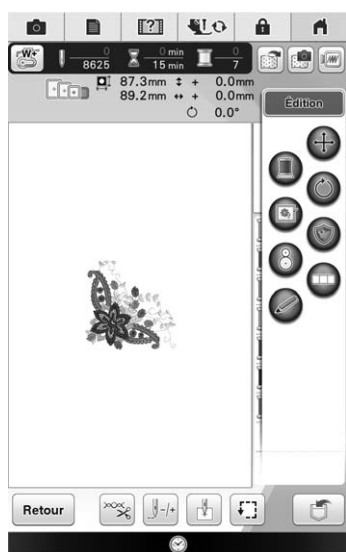 W+
0 0 min 0
8625 15 min 7
87.3mm + 0.0mm
89.2mm + 0.0mm
0.0°
Édition
Retour
-/+